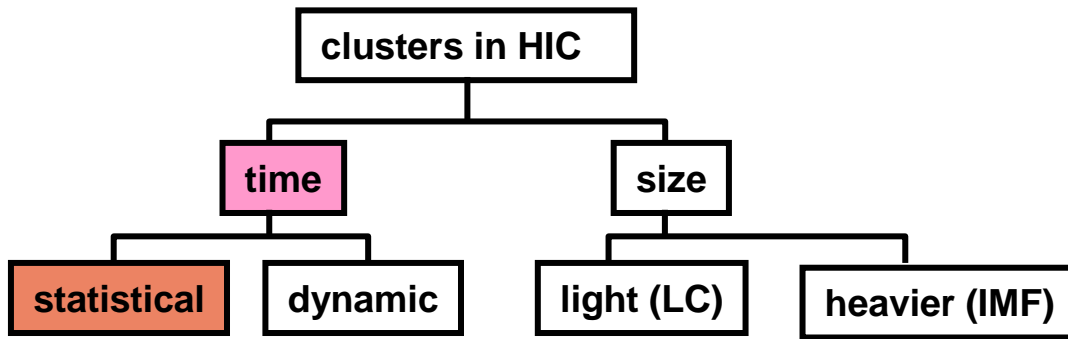 clusters in HIC
time
size
statistical
dynamic
light (LC)
heavier (IMF)